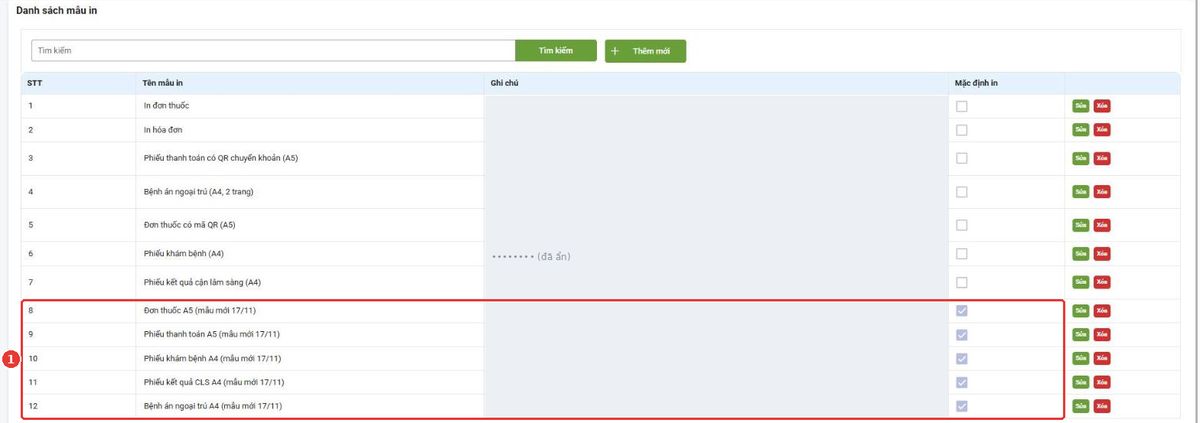 Danh sách mẫu in
Tìm kiếm Tìm kiếm + Thêm mới
STT Tên mẫu in Ghi chú Mặc định in
1 In đơn thuốc Sửa Xóa
2 In hóa đơn Sửa Xóa
3 Phiếu thanh toán có QR chuyển khoản (A5) Sửa Xóa
4 Bệnh án ngoại trú (A4, 2 trang) Sửa Xóa
5 Đơn thuốc có mã QR (A5) Sửa Xóa
6 Phiếu khám bệnh (A4) •••••••• (đã ẩn) Sửa Xóa
7 Phiếu kết quả cận lâm sàng (A4) Sửa Xóa
8 Đơn thuốc A5 (mẫu mới 17/11) Sửa Xóa
9 Phiếu thanh toán A5 (mẫu mới 17/11) Sửa Xóa
1 10 Phiếu khám bệnh A4 (mẫu mới 17/11) Sửa Xóa
11 Phiếu kết quả CLS A4 (mẫu mới 17/11) Sửa Xóa
12 Bệnh án ngoại trú A4 (mẫu mới 17/11) Sửa Xóa